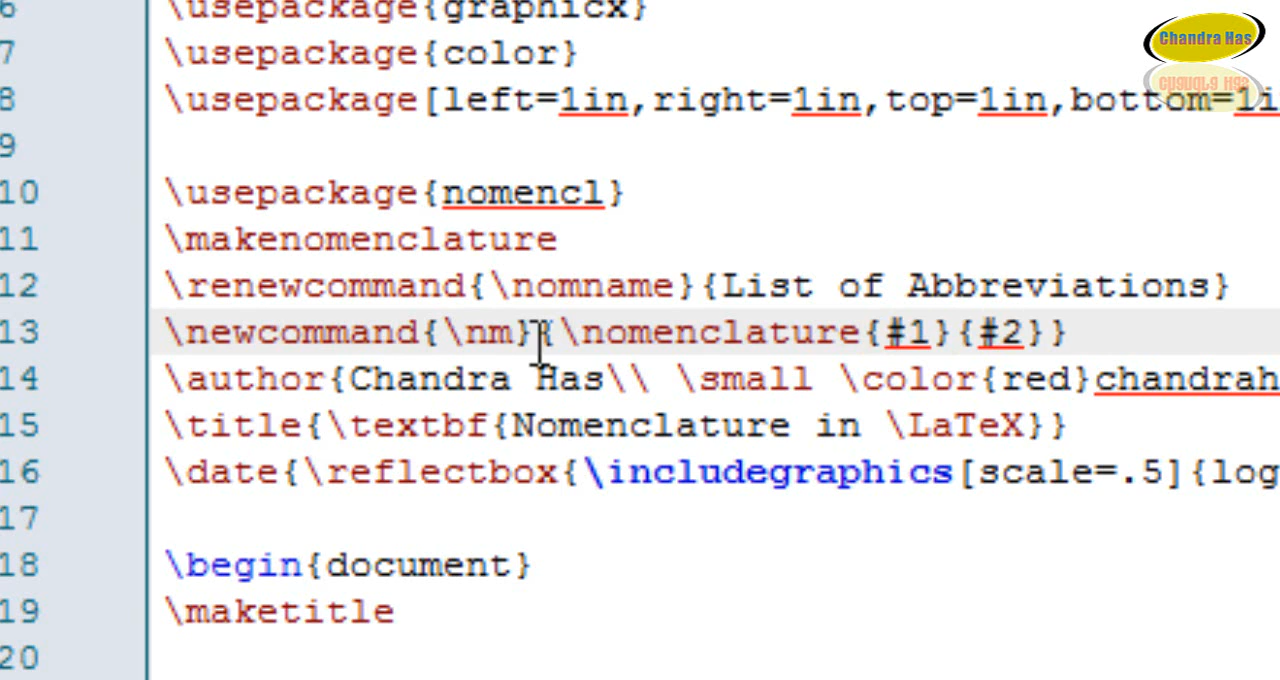 6 \usepackage{graphicx}
7 \usepackage{color}
8 \usepackage[left=1in,right=1in,top=1in,bottom=1i
9
10 \usepackage{nomencl}
11 \makenomenclature
12 \renewcommand{\nomname}{List of Abbreviations}
13 \newcommand{\nm}{\nomenclature{#1}{#2}}
14 \author{Chandra Has\\ \small \color{red}chandrah
15 \title{\textbf{Nomenclature in \LaTeX}}
16 \date{\reflectbox{\includegraphics[scale=.5]{log
17
18 \begin{document}
19 \maketitle
20
Chandra Has